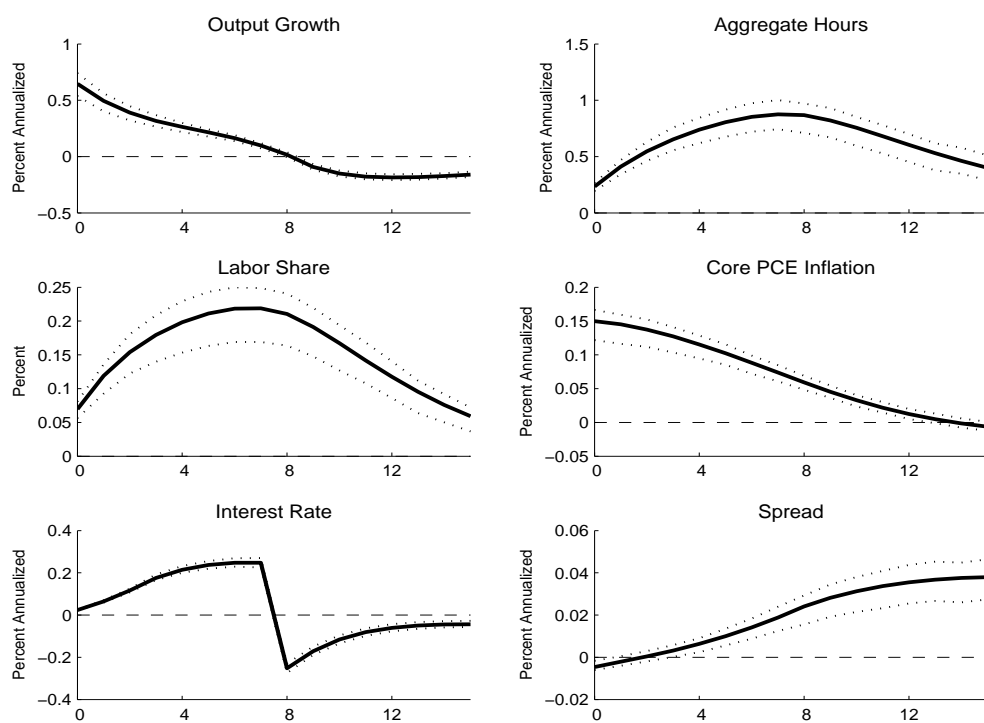 Output Growth
Percent Annualized
1
0.5
0
−0.5
0 4 8 12
Aggregate Hours
Percent Annualized
1.5
1
0.5
0
0 4 8 12
Labor Share
Percent
0.25
0.2
0.15
0.1
0.05
0
0 4 8 12
Core PCE Inflation
Percent Annualized
0.2
0.15
0.1
0.05
0
−0.05
0 4 8 12
Interest Rate
Percent Annualized
0.4
0.2
0
−0.2
−0.4
0 4 8 12
Spread
Percent Annualized
0.06
0.04
0.02
0
−0.02
0 4 8 12